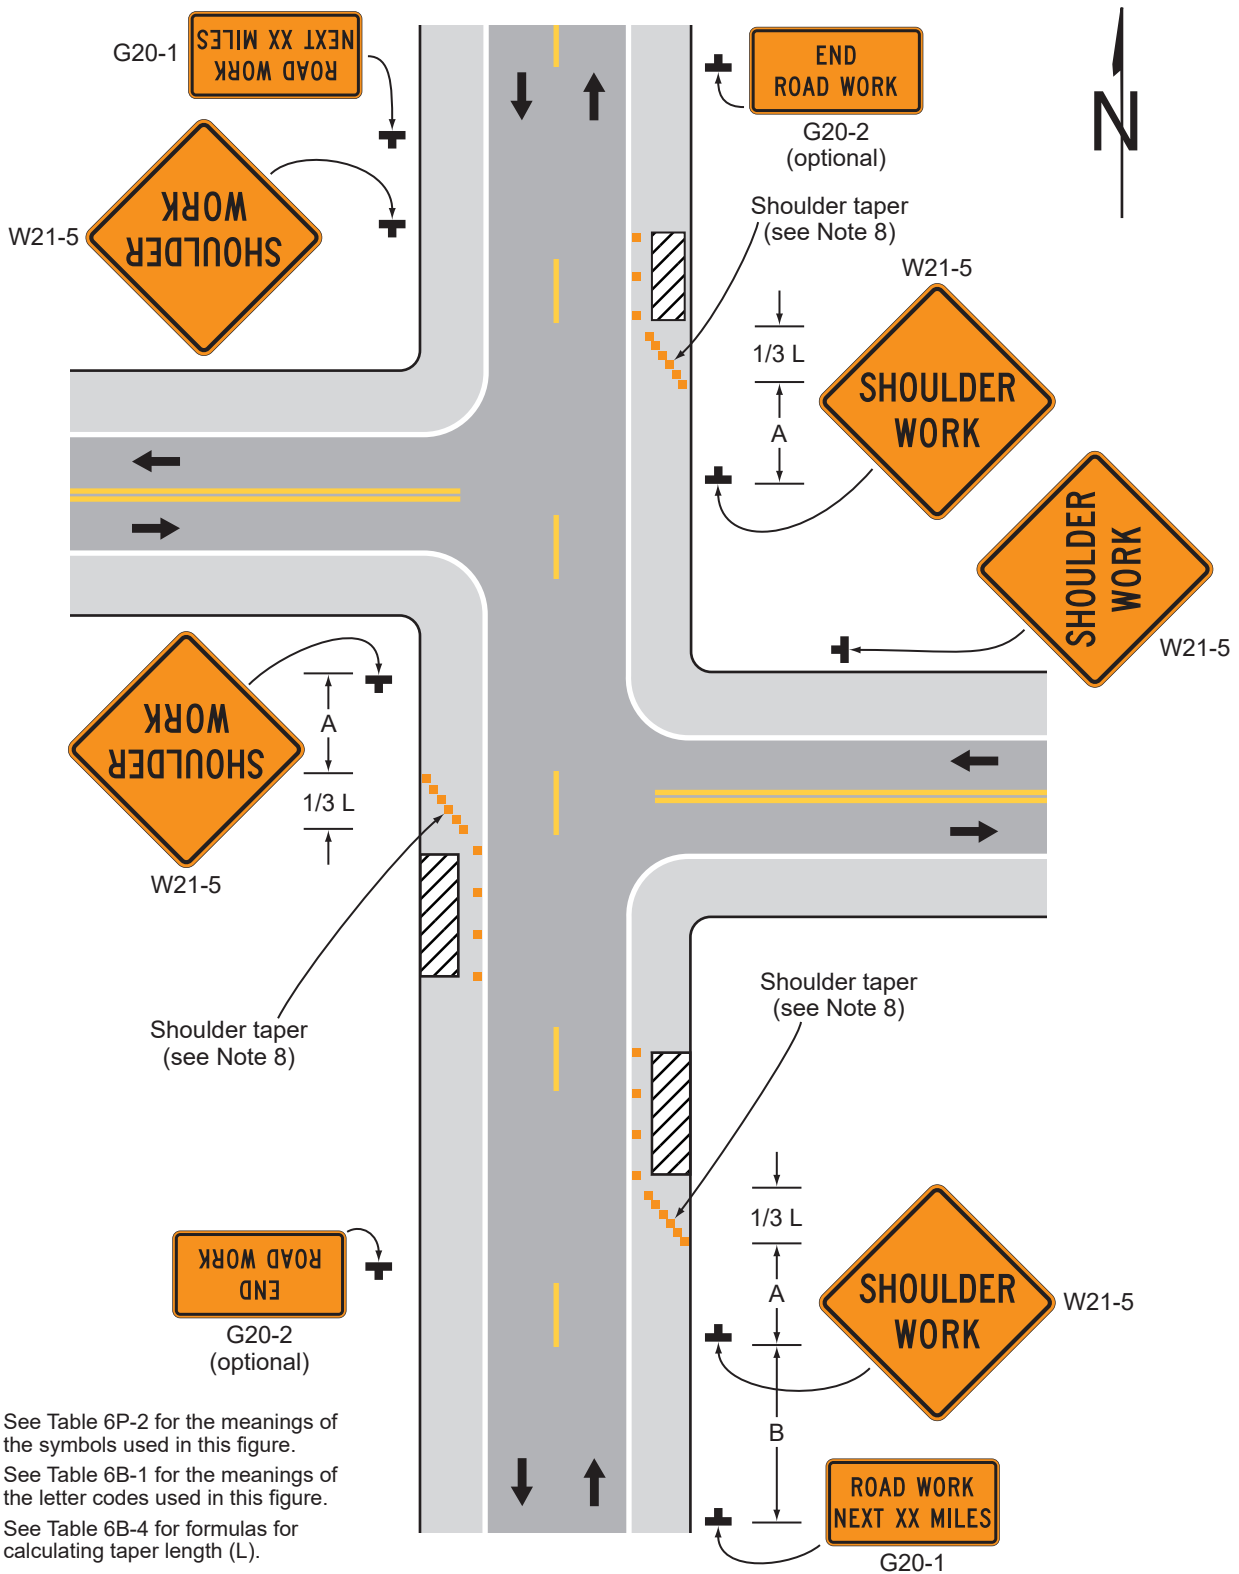 G20-1
ROAD WORK
NEXT XX MILES
END
ROAD WORK
G20-2
(optional)
N
W21-5
SHOULDER
WORK
Shoulder taper
(see Note 8)
W21-5
1/3 L
A
SHOULDER
WORK
SHOULDER
WORK
W21-5
SHOULDER
WORK
W21-5
A
1/3 L
Shoulder taper
(see Note 8)
Shoulder taper
(see Note 8)
1/3 L
A
B
SHOULDER
WORK
W21-5
END
ROAD WORK
G20-2
(optional)
ROAD WORK
NEXT XX MILES
G20-1
See Table 6P-2 for the meanings of
the symbols used in this figure.
See Table 6B-1 for the meanings of
the letter codes used in this figure.
See Table 6B-4 for formulas for
calculating taper length (L).